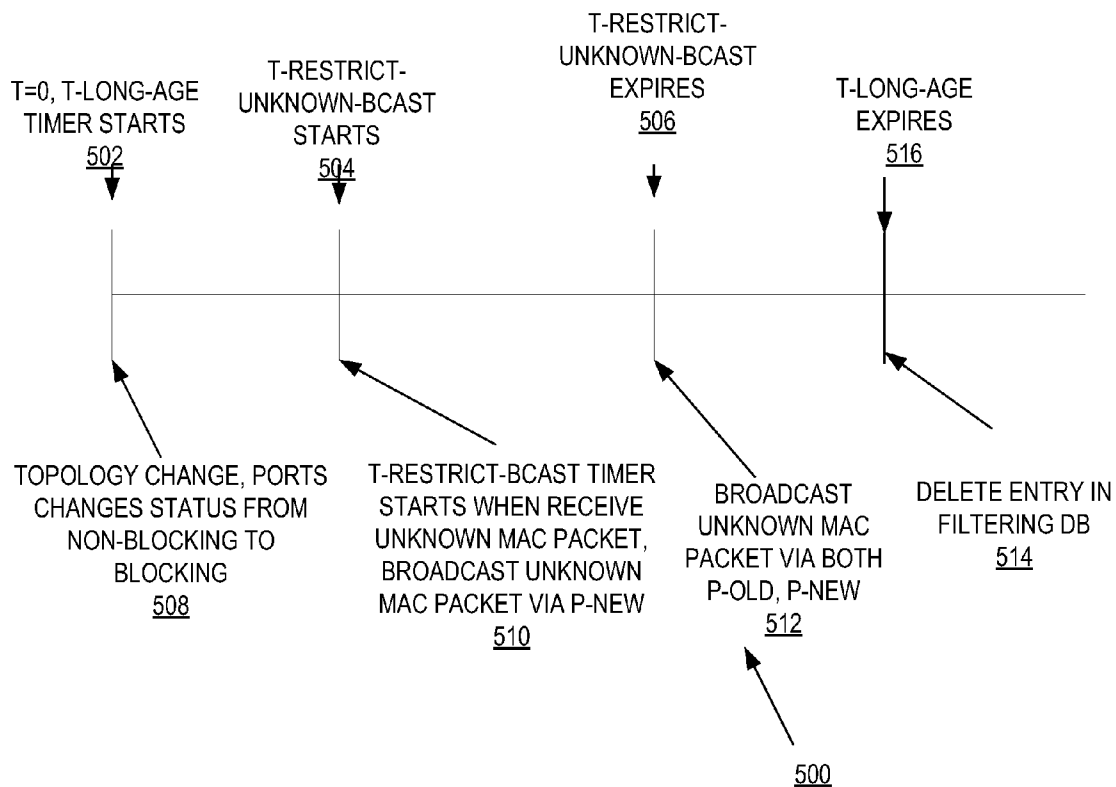 T=0, T-LONG-AGE
TIMER STARTS
502
T-RESTRICT-
UNKNOWN-BCAST
STARTS
504
T-RESTRICT-
UNKNOWN-BCAST
EXPIRES
506
T-LONG-AGE
EXPIRES
516
TOPOLOGY CHANGE, PORTS
CHANGES STATUS FROM
NON-BLOCKING TO
BLOCKING
508
T-RESTRICT-BCAST TIMER
STARTS WHEN RECEIVE
UNKNOWN MAC PACKET,
BROADCAST UNKNOWN
MAC PACKET VIA P-NEW
510
BROADCAST
UNKNOWN MAC
PACKET VIA BOTH
P-OLD, P-NEW
512
DELETE ENTRY IN
FILTERING DB
514
500